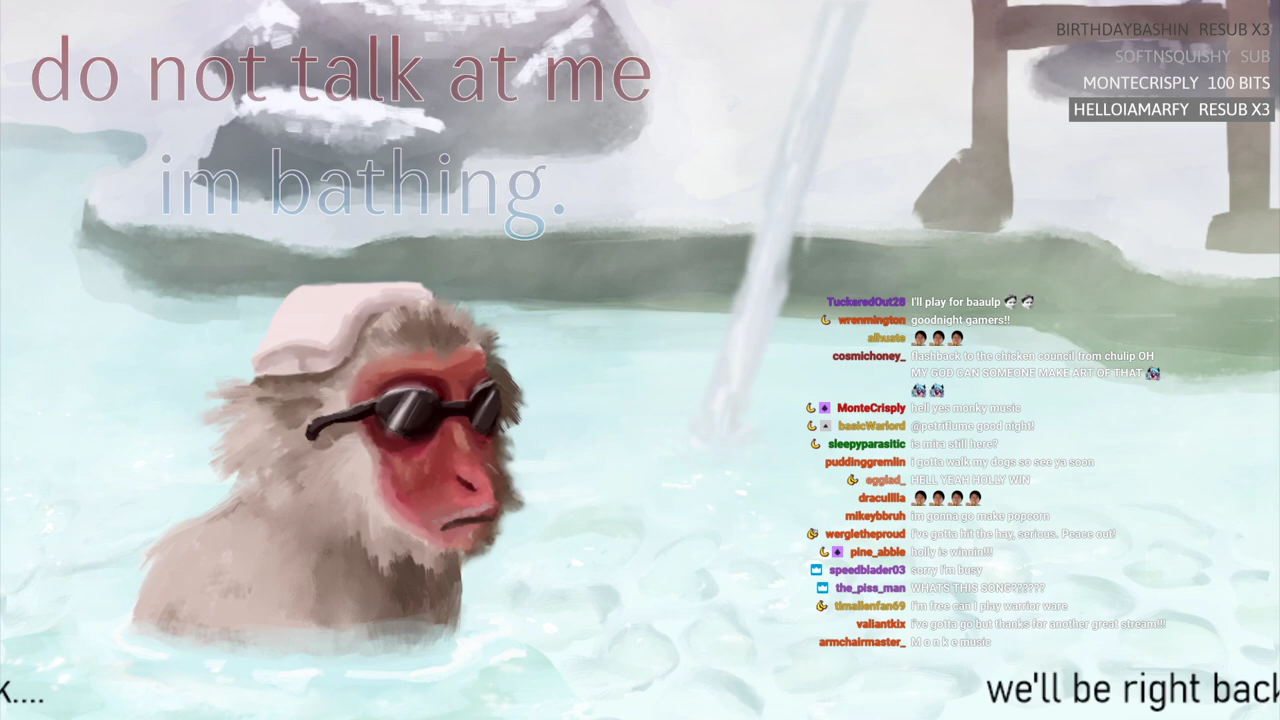 do not talk at me
im bathing.
BIRTHDAYBASHIN RESUB X3
SOFTNSQUISHY SUB
MONTECRISPLY 100 BITS
HELLOIAMARFY RESUB X3
TuckeredOut28 I'll play for baaulp
wrenmington goodnight gamers!!
alhuate
cosmichoney_ flashback to the chicken council from chulip OH
MY GOD CAN SOMEONE MAKE ART OF THAT
MonteCrisply hell yes monky music
basicWarlord @petriflume good night!
sleepyparasitic is mira still here?
puddinggremlin i gotta walk my dogs so see ya soon
egglad_ HELL YEAH HOLLY WIN
draculllla
mikeybbruh im gonna go make popcorn
wergletheproud i've gotta hit the hay, serious. Peace out!
pine_abbie holly is winnin!!!
speedblader03 sorry I'm busy
the_piss_man WHATS THIS SONG??????
timallenfan69 I'm free can I play warrior ware
valiantkix i've gotta go but thanks for another great stream!!!
armchairmaster_ M o n k e music
k....
we'll be right back